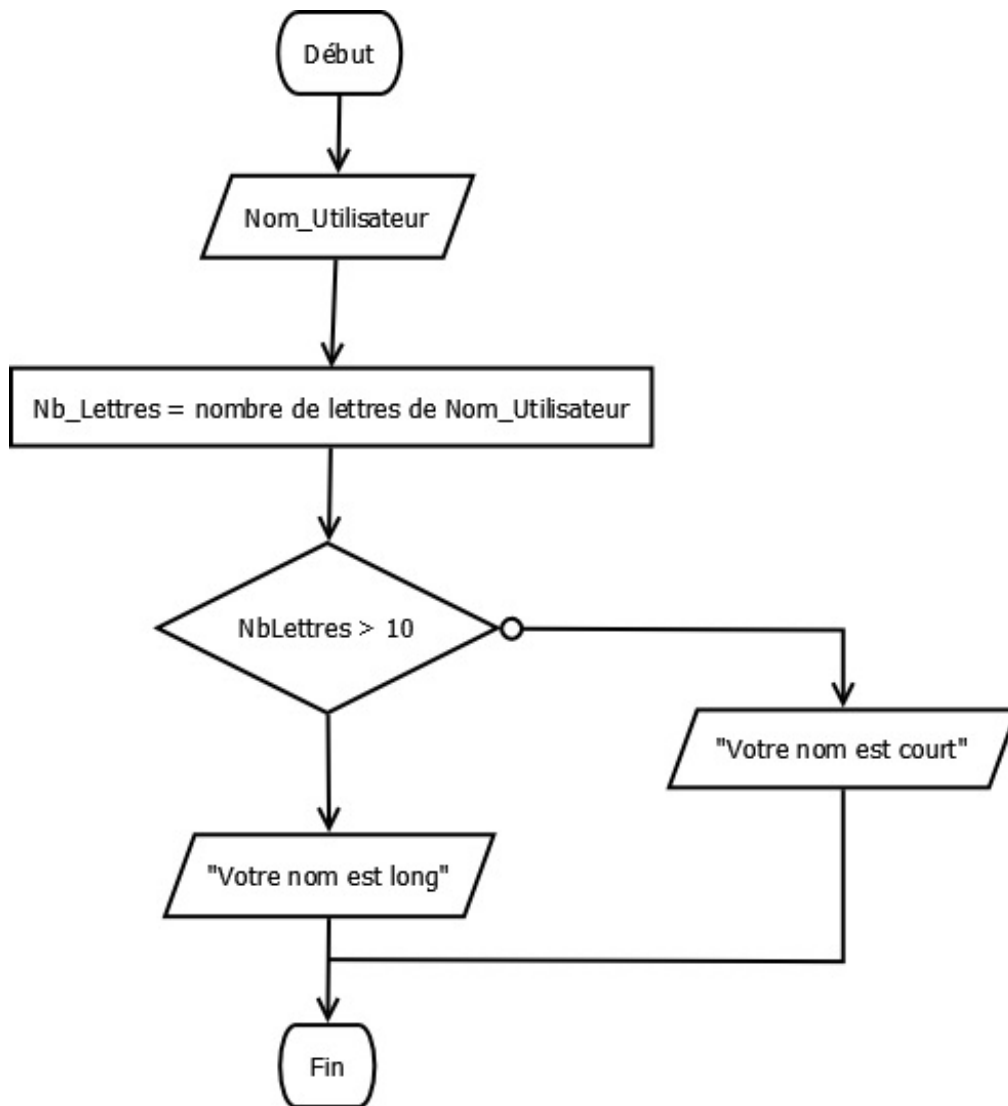 Début
Nom_Utilisateur
Nb_Lettres = nombre de lettres de Nom_Utilisateur
NbLettres > 10
"Votre nom est court"
"Votre nom est long"
Fin